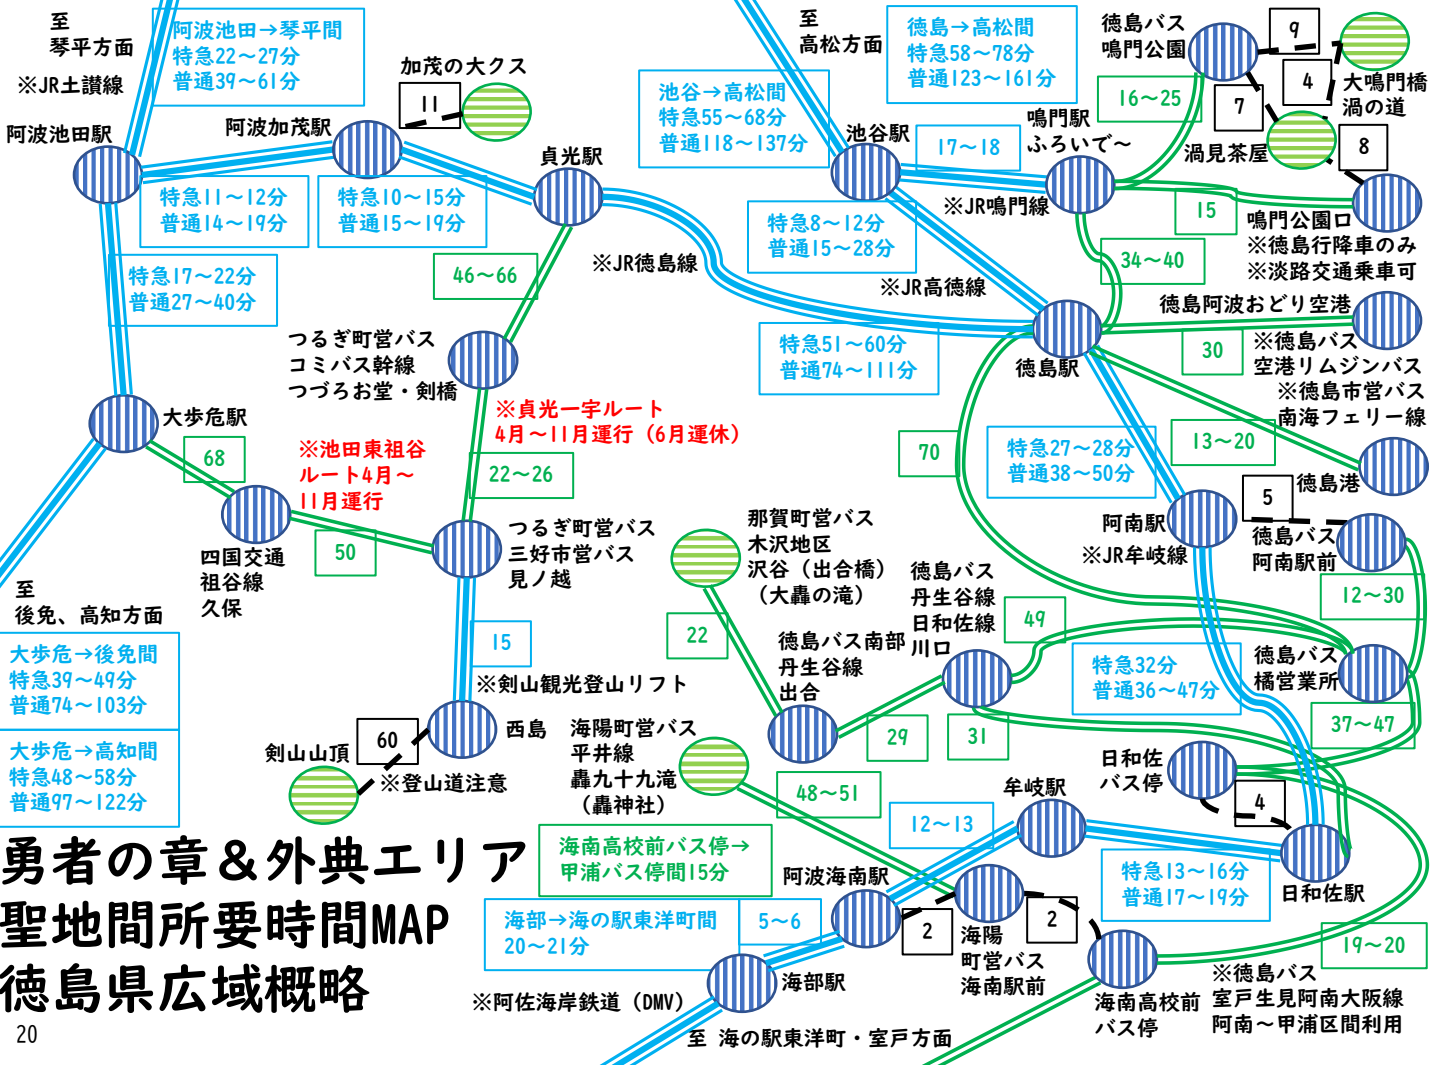 至
琴平方面
※JR土讃線
阿波池田→琴平間
特急22～27分
普通39～61分
加茂の大クス
11
阿波池田駅
阿波加茂駅
貞光駅
特急11～12分
普通14～19分
特急10～15分
普通15～19分
特急17～22分
普通27～40分
46～66
※JR徳島線
池谷→高松間
特急55～68分
普通118～137分
至
高松方面
徳島→高松間
特急58～78分
普通123～161分
徳島バス
鳴門公園
9
4
7
大鳴門橋
渦の道
16～25
鳴門駅
ふろいで～
池谷駅
17～18
渦見茶屋
8
※JR鳴門線
15
鳴門公園口
※徳島行降車のみ
※淡路交通乗車可
特急8～12分
普通15～28分
34～40
※JR高徳線
徳島阿波おどり空港
30
※徳島バス
空港リムジンバス
※徳島市営バス
南海フェリー線
徳島駅
特急51～60分
普通74～111分
つるぎ町営バス
コミバス幹線
つづろお堂・剣橋
※貞光一宇ルート
4月～11月運行（6月運休）
大歩危駅
68
※池田東祖谷
ルート4月～
11月運行
22～26
70
特急27～28分
普通38～50分
13～20
徳島港
5
阿南駅
※JR牟岐線
徳島バス
阿南駅前
12～30
四国交通
祖谷線
久保
50
つるぎ町営バス
三好市営バス
見ノ越
那賀町営バス
木沢地区
沢谷（出合橋）
（大轟の滝）
22
徳島バス
丹生谷線
日和佐線
川口
49
徳島バス南部
丹生谷線
出合
特急32分
普通36～47分
徳島バス
橘営業所
37～47
至
後免、高知方面
大歩危→後免間
特急39～49分
普通74～103分
大歩危→高知間
特急48～58分
普通97～122分
15
※剣山観光登山リフト
60
西島
剣山山頂
※登山道注意
海陽町営バス
平井線
轟九十九滝
（轟神社）
29
31
48～51
日和佐
バス停
4
牟岐駅
12～13
特急13～16分
普通17～19分
日和佐駅
海南高校前バス停→
甲浦バス停間15分
阿波海南駅
海部→海の駅東洋町間
20～21分
5～6
2
2
海陽
町営バス
海南駅前
海部駅
※阿佐海岸鉄道（DMV）
至 海の駅東洋町・室戸方面
海南高校前
バス停
19～20
※徳島バス
室戸生見阿南大阪線
阿南～甲浦区間利用
勇者の章＆外典エリア
聖地間所要時間MAP
徳島県広域概略
20